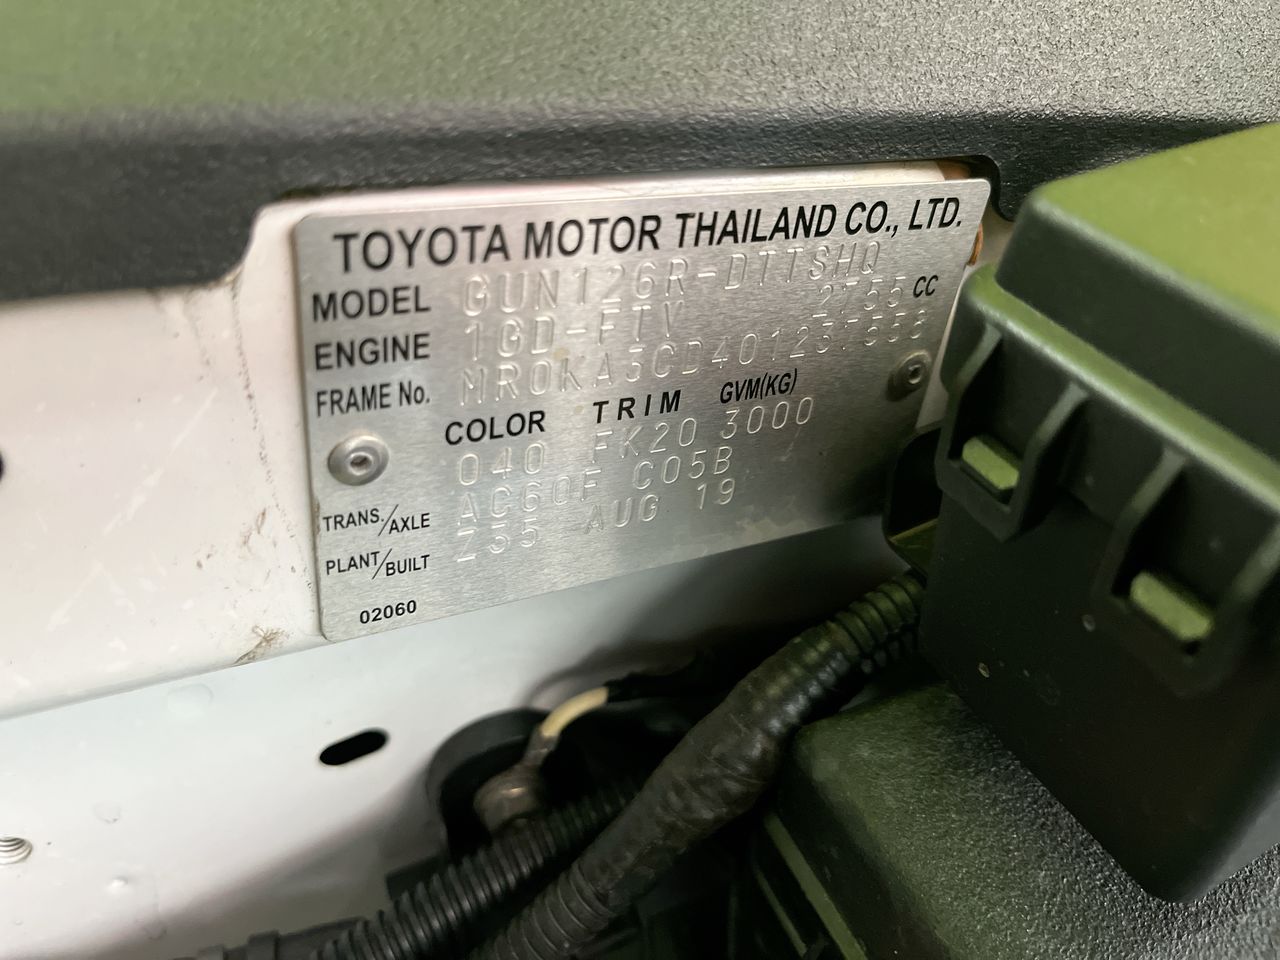 TOYOTA MOTOR THAILAND CO., LTD.
MODEL GUN126R-DTTSHQ
ENGINE 1GD-FTV 2755 CC
FRAME No.
COLOR TRIM GVM(KG)
040 FK20 3000
TRANS./AXLE AC60F C05B
PLANT/BUILT Z35 AUG 19
02060